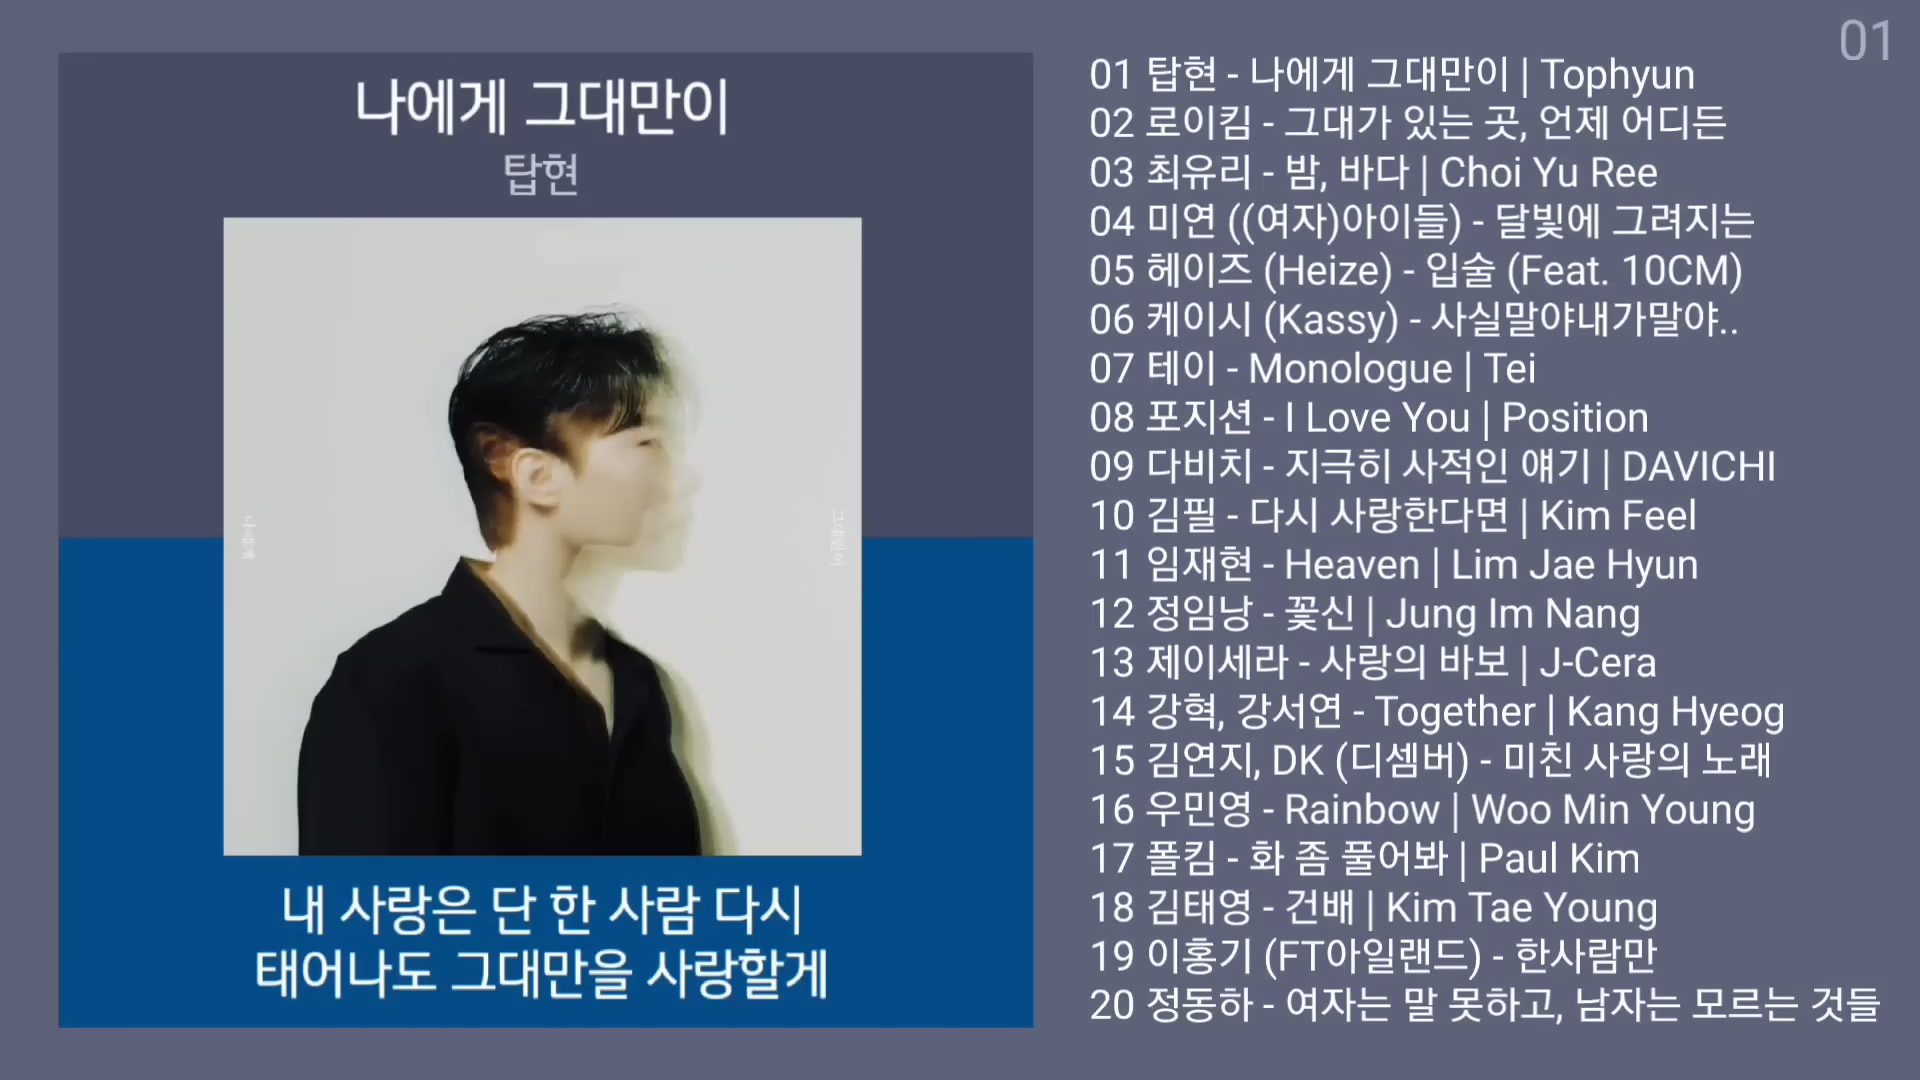 01
나에게 그대만이
탑현
나에게
그대만이
내 사랑은 단 한 사람 다시
태어나도 그대만을 사랑할게
01 탑현 - 나에게 그대만이 | Tophyun
02 로이킴 - 그대가 있는 곳, 언제 어디든
03 최유리 - 밤, 바다 | Choi Yu Ree
04 미연 ((여자)아이들) - 달빛에 그려지는
05 헤이즈 (Heize) - 입술 (Feat. 10CM)
06 케이시 (Kassy) - 사실말야내가말야..
07 테이 - Monologue | Tei
08 포지션 - I Love You | Position
09 다비치 - 지극히 사적인 얘기 | DAVICHI
10 김필 - 다시 사랑한다면 | Kim Feel
11 임재현 - Heaven | Lim Jae Hyun
12 정임낭 - 꽃신 | Jung Im Nang
13 제이세라 - 사랑의 바보 | J-Cera
14 강혁, 강서연 - Together | Kang Hyeog
15 김연지, DK (디셈버) - 미친 사랑의 노래
16 우민영 - Rainbow | Woo Min Young
17 폴킴 - 화 좀 풀어봐 | Paul Kim
18 김태영 - 건배 | Kim Tae Young
19 이홍기 (FT아일랜드) - 한사람만
20 정동하 - 여자는 말 못하고, 남자는 모르는 것들